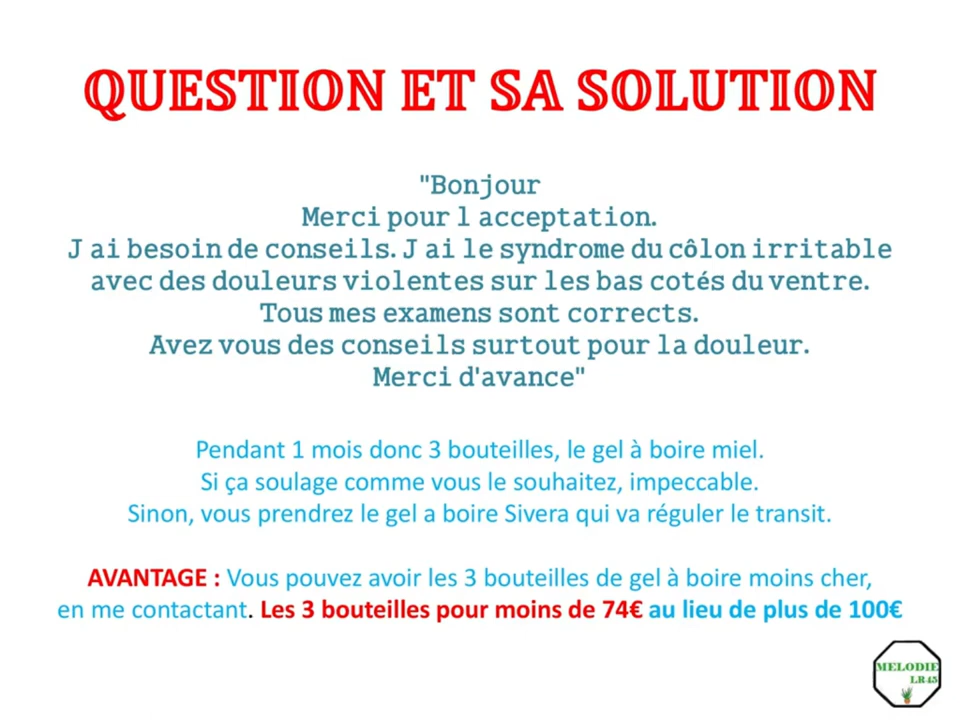 QUESTION ET SA SOLUTION
"Bonjour
Merci pour l acceptation.
J ai besoin de conseils. J ai le syndrome du côlon irritable
avec des douleurs violentes sur les bas cotés du ventre.
Tous mes examens sont corrects.
Avez vous des conseils surtout pour la douleur.
Merci d'avance"
Pendant 1 mois donc 3 bouteilles, le gel à boire miel.
Si ça soulage comme vous le souhaitez, impeccable.
Sinon, vous prendrez le gel a boire Sivera qui va réguler le transit.
AVANTAGE : Vous pouvez avoir les 3 bouteilles de gel à boire moins cher,
en me contactant. Les 3 bouteilles pour moins de 74€ au lieu de plus de 100€
MELODIE
LR45